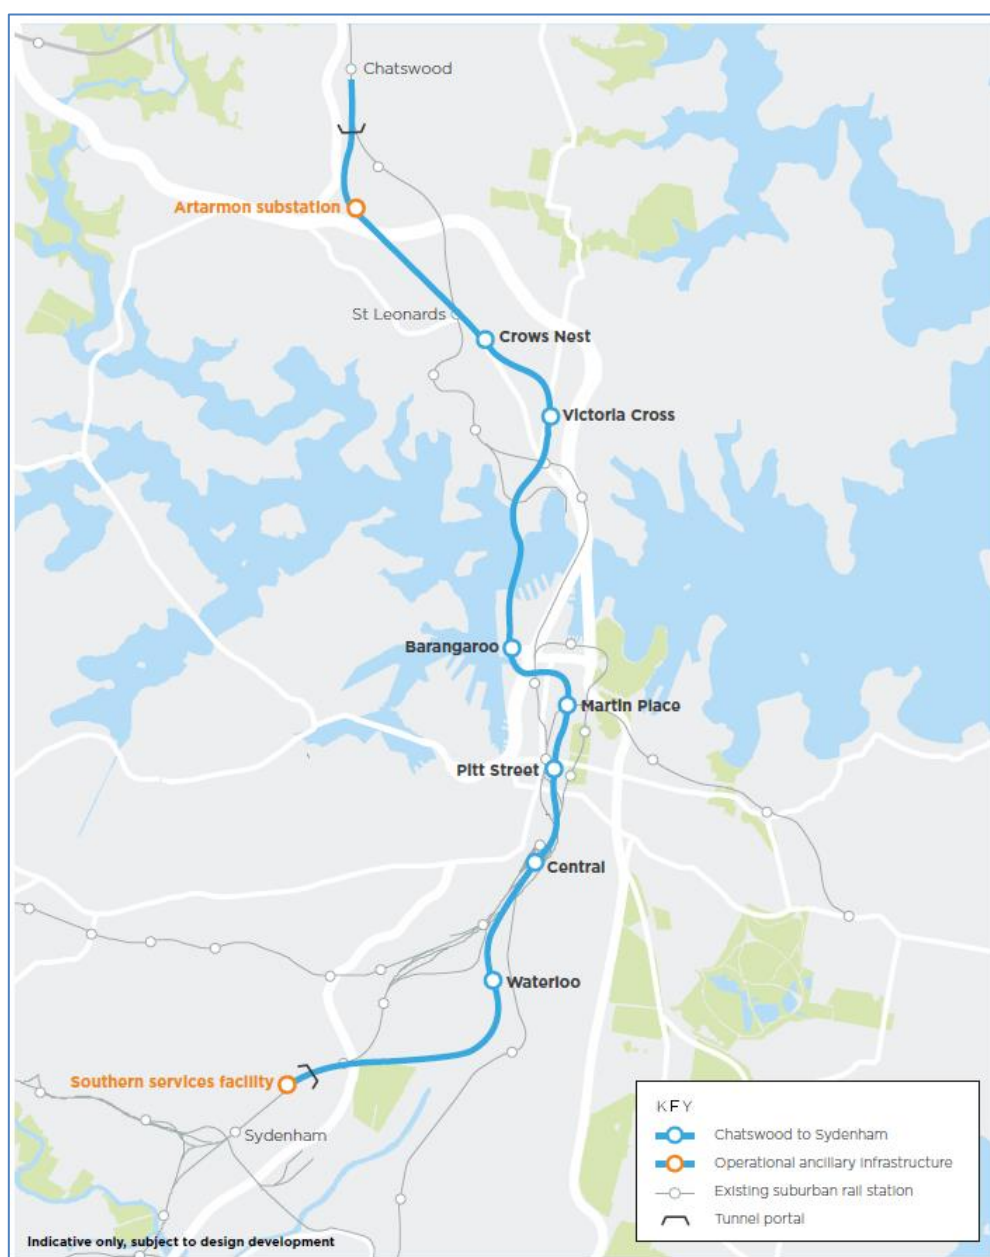 Chatswood
Artarmon substation
St Leonards
Crows Nest
Victoria Cross
Barangaroo
Martin Place
Pitt Street
Central
Waterloo
Southern services facility
Sydenham
KEY
Chatswood to Sydenham
Operational ancillary infrastructure
Existing suburban rail station
Tunnel portal
Indicative only, subject to design development